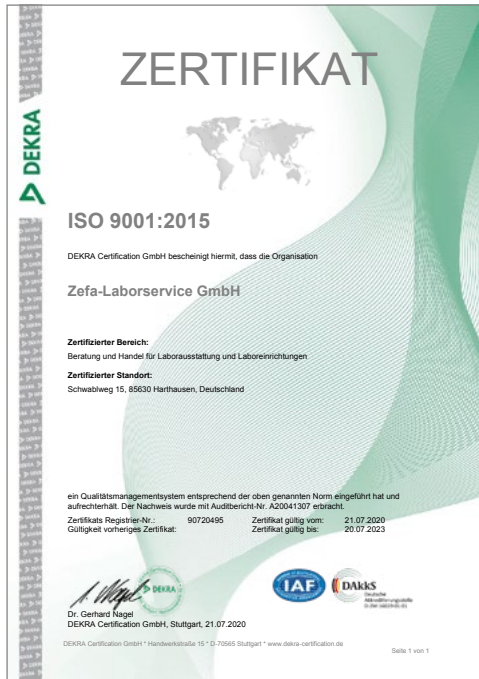 ZERTIFIKAT
DEKRA
ISO 9001:2015
DEKRA Certification GmbH bescheinigt hiermit, dass die Organisation
Zefa-Laborservice GmbH
Zertifizierter Bereich:
Beratung und Handel für Laborausstattung und Laboreinrichtungen
Zertifizierter Standort:
Schwablweg 15, 85630 Harthausen, Deutschland
ein Qualitätsmanagementsystem entsprechend der oben genannten Norm eingeführt hat und
aufrechterhält. Der Nachweis wurde mit Auditbericht-Nr. A20041307 erbracht.
Zertifikats Registrier-Nr.: 90720495 Zertifikat gültig vom: 21.07.2020
Gültigkeit vorheriges Zertifikat: Zertifikat gültig bis: 20.07.2023
DEKRA
IAF
DAkkS
Deutsche
Akkreditierungsstelle
Dr. Gerhard Nagel
DEKRA Certification GmbH, Stuttgart, 21.07.2020
DEKRA Certification GmbH * Handwerkstraße 15 * D-70565 Stuttgart * www.dekra-certification.de
Seite 1 von 1